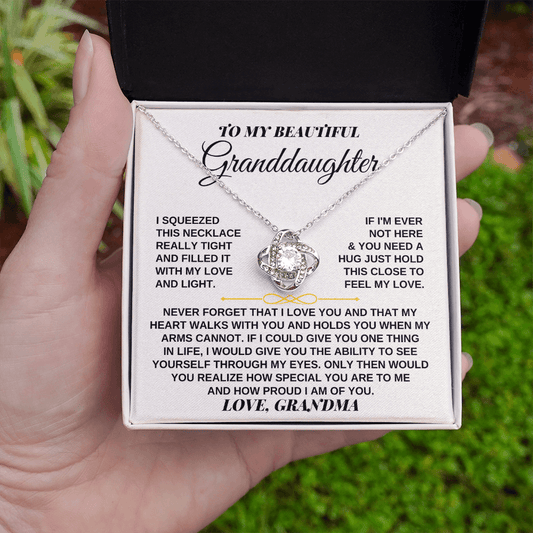 TO MY BEAUTIFUL
Granddaughter
I SQUEEZED
THIS NECKLACE
REALLY TIGHT
AND FILLED IT
WITH MY LOVE
AND LIGHT.
IF I'M EVER
NOT HERE
& YOU NEED A
HUG JUST HOLD
THIS CLOSE TO
FEEL MY LOVE.
NEVER FORGET THAT I LOVE YOU AND THAT MY
HEART WALKS WITH YOU AND HOLDS YOU WHEN MY
ARMS CANNOT. IF I COULD GIVE YOU ONE THING
IN LIFE, I WOULD GIVE YOU THE ABILITY TO SEE
YOURSELF THROUGH MY EYES. ONLY THEN WOULD
YOU REALIZE HOW SPECIAL YOU ARE TO ME
AND HOW PROUD I AM OF YOU.
LOVE, GRANDMA